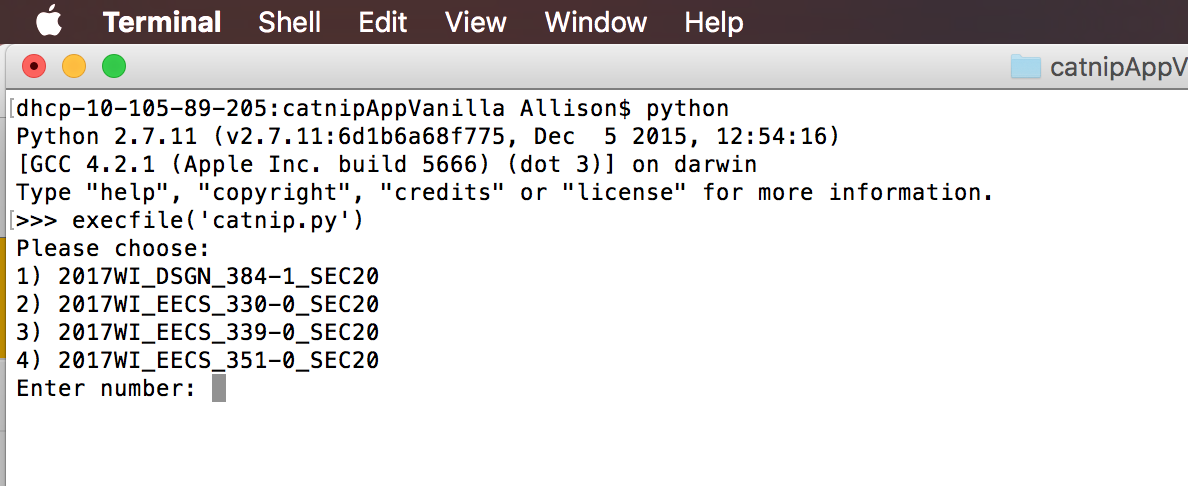 Terminal Shell Edit View Window Help
catnipAppV
[dhcp-10-105-89-205:catnipAppVanilla Allison$ python
Python 2.7.11 (v2.7.11:6d1b6a68f775, Dec  5 2015, 12:54:16)
[GCC 4.2.1 (Apple Inc. build 5666) (dot 3)] on darwin
Type "help", "copyright", "credits" or "license" for more information.
[>>> execfile('catnip.py')
Please choose:
1) 2017WI_DSGN_384-1_SEC20
2) 2017WI_EECS_330-0_SEC20
3) 2017WI_EECS_339-0_SEC20
4) 2017WI_EECS_351-0_SEC20
Enter number: